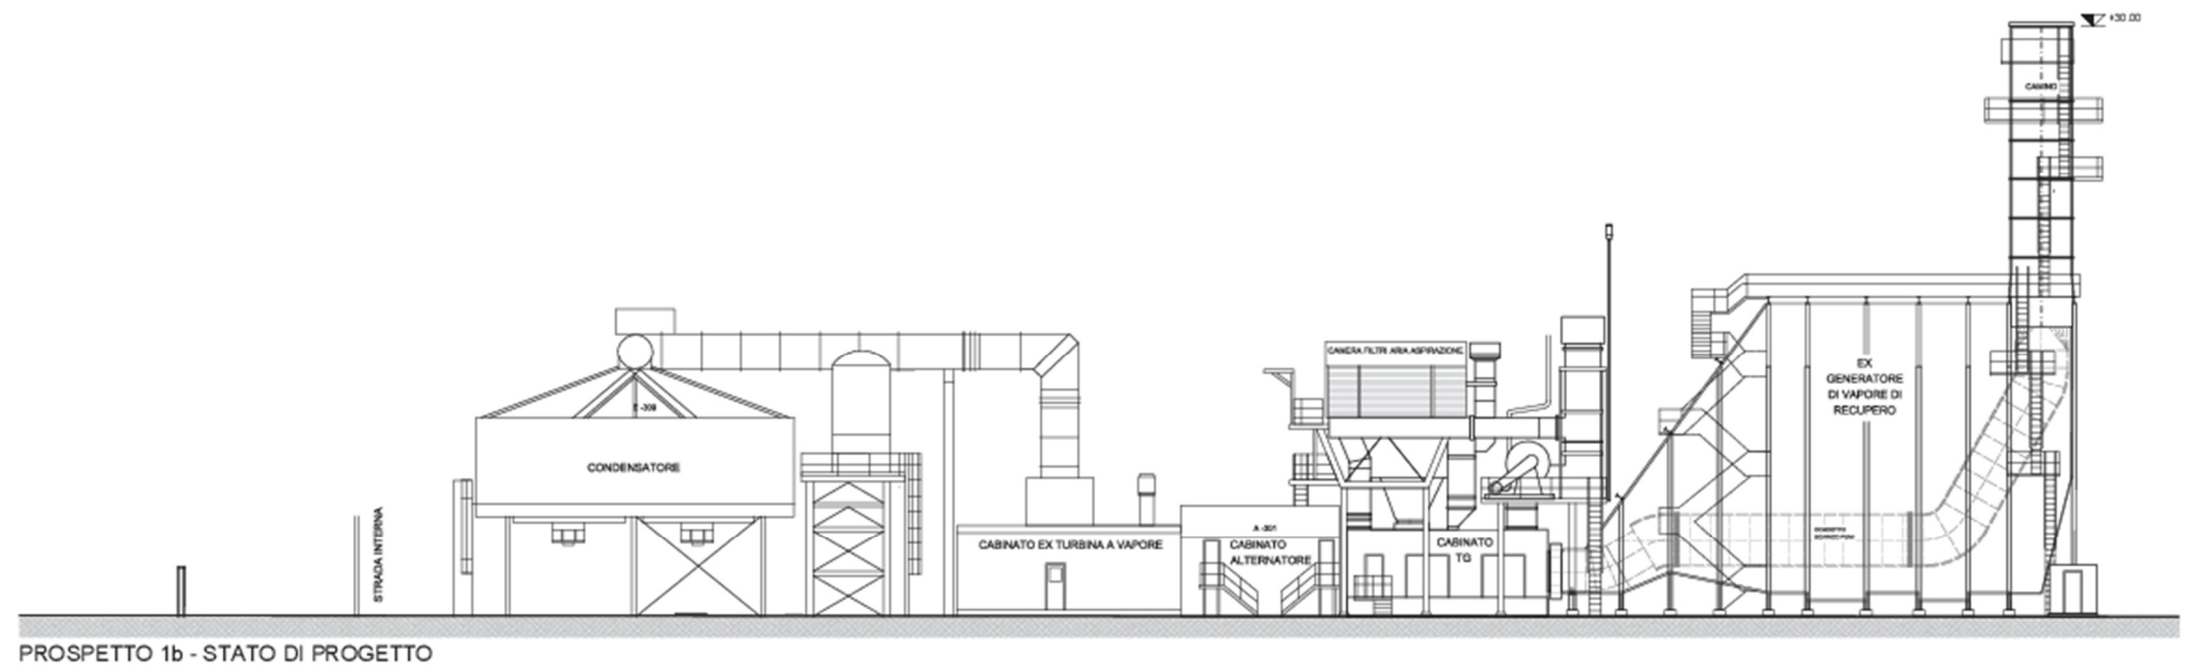 +30.00
CAMINO
CAMERA FILTRI ARIA ASPIRAZIONE
EX
GENERATORE
DI VAPORE DI
RECUPERO
E-309
CONDENSATORE
STRADA INTERNA
CABINATO EX TURBINA A VAPORE
A-301
CABINATO
ALTERNATORE
CABINATO
TG
PROSPETTO 1b - STATO DI PROGETTO